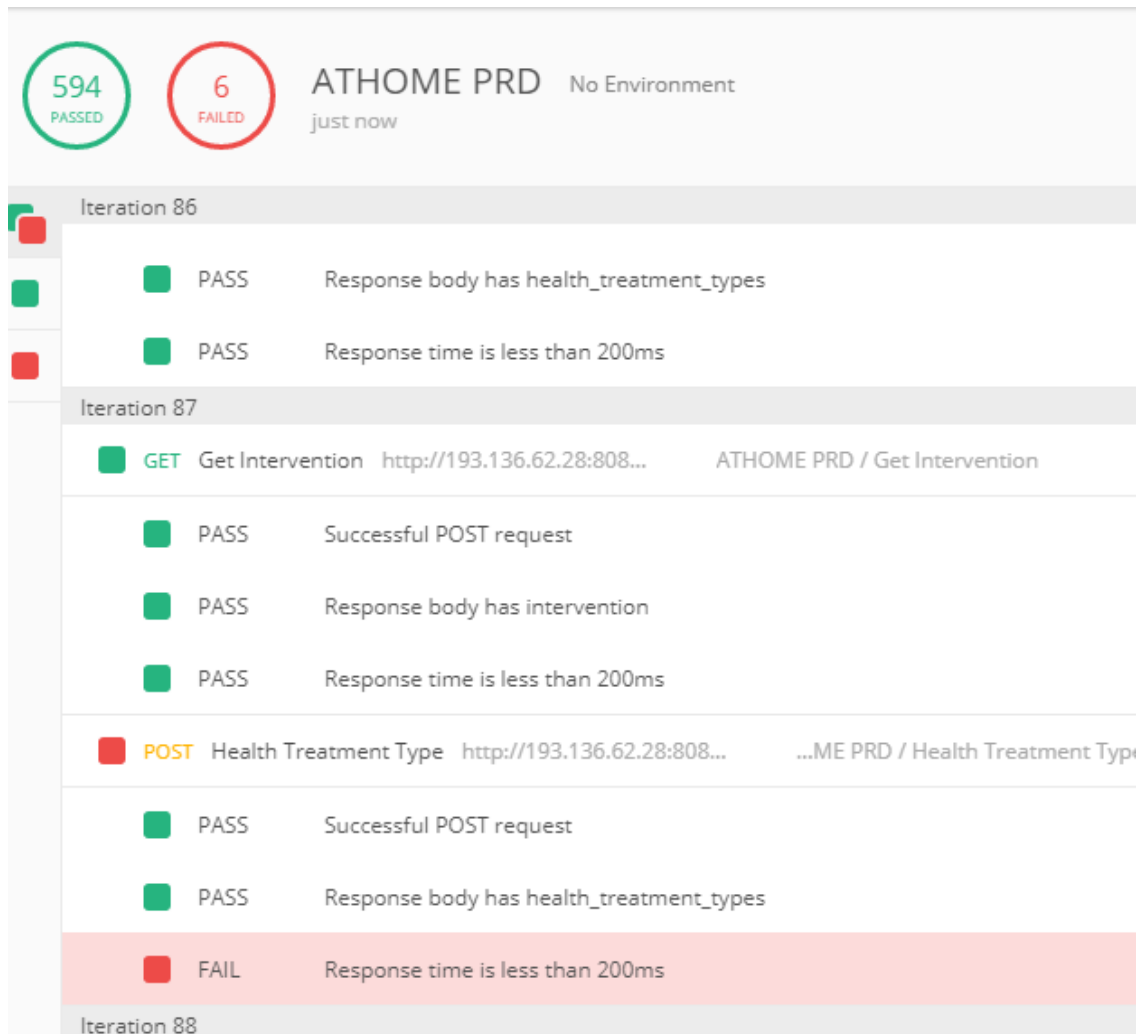 594
PASSED
6
FAILED
ATHOME PRD No Environment
just now
Iteration 86
PASS Response body has health_treatment_types
PASS Response time is less than 200ms
Iteration 87
GET Get Intervention http://193.136.62.28:808... ATHOME PRD / Get Intervention
PASS Successful POST request
PASS Response body has intervention
PASS Response time is less than 200ms
POST Health Treatment Type http://193.136.62.28:808... ...ME PRD / Health Treatment Type
PASS Successful POST request
PASS Response body has health_treatment_types
FAIL Response time is less than 200ms
Iteration 88